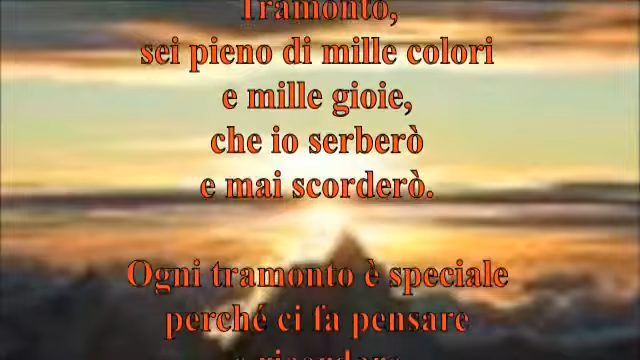 Tramonto,
sei pieno di mille colori
e mille gioie,
che io serberò
e mai scorderò.
Ogni tramonto è speciale
perché ci fa pensare
e